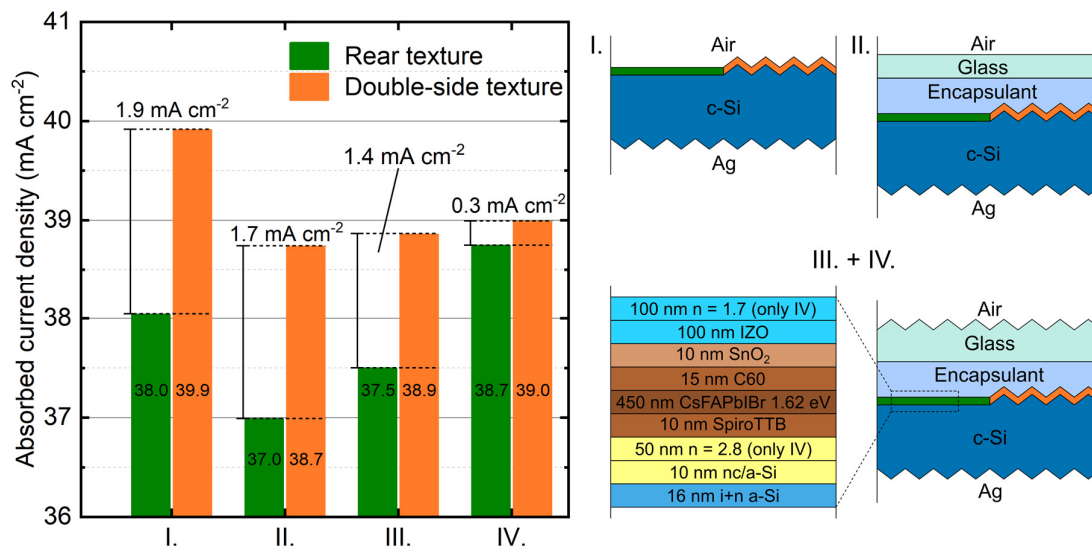 Absorbed current density (mA cm⁻²)
41
40
39
38
37
36
Rear texture
Double-side texture
1.9 mA cm⁻²
1.7 mA cm⁻²
1.4 mA cm⁻²
0.3 mA cm⁻²
38.0
39.9
37.0
38.7
37.5
38.9
38.7
39.0
I.
II.
III.
IV.
I.
Air
c-Si
Ag
II.
Air
Glass
Encapsulant
c-Si
Ag
III. + IV.
100 nm n = 1.7 (only IV)
100 nm IZO
10 nm SnO₂
15 nm C60
450 nm CsFAPbIBr 1.62 eV
10 nm SpiroTTB
50 nm n = 2.8 (only IV)
10 nm nc/a-Si
16 nm i+n a-Si
Air
Glass
Encapsulant
c-Si
Ag